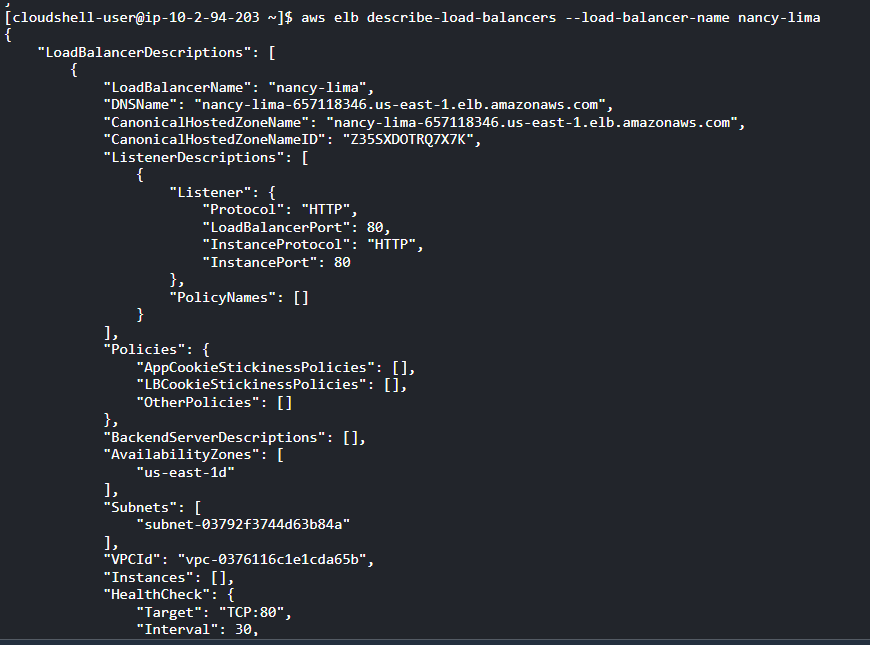 [cloudshell-user@ip-10-2-94-203 ~]$ aws elb describe-load-balancers --load-balancer-name nancy-lima
{
    "LoadBalancerDescriptions": [
        {
            "LoadBalancerName": "nancy-lima",
            "DNSName": "nancy-lima-657118346.us-east-1.elb.amazonaws.com",
            "CanonicalHostedZoneName": "nancy-lima-657118346.us-east-1.elb.amazonaws.com",
            "CanonicalHostedZoneNameID": "Z35SXDOTRQ7X7K",
            "ListenerDescriptions": [
                {
                    "Listener": {
                        "Protocol": "HTTP",
                        "LoadBalancerPort": 80,
                        "InstanceProtocol": "HTTP",
                        "InstancePort": 80
                    },
                    "PolicyNames": []
                }
            ],
            "Policies": {
                "AppCookieStickinessPolicies": [],
                "LBCookieStickinessPolicies": [],
                "OtherPolicies": []
            },
            "BackendServerDescriptions": [],
            "AvailabilityZones": [
                "us-east-1d"
            ],
            "Subnets": [
                "subnet-03792f3744d63b84a"
            ],
            "VPCId": "vpc-0376116c1e1cda65b",
            "Instances": [],
            "HealthCheck": {
                "Target": "TCP:80",
                "Interval": 30,